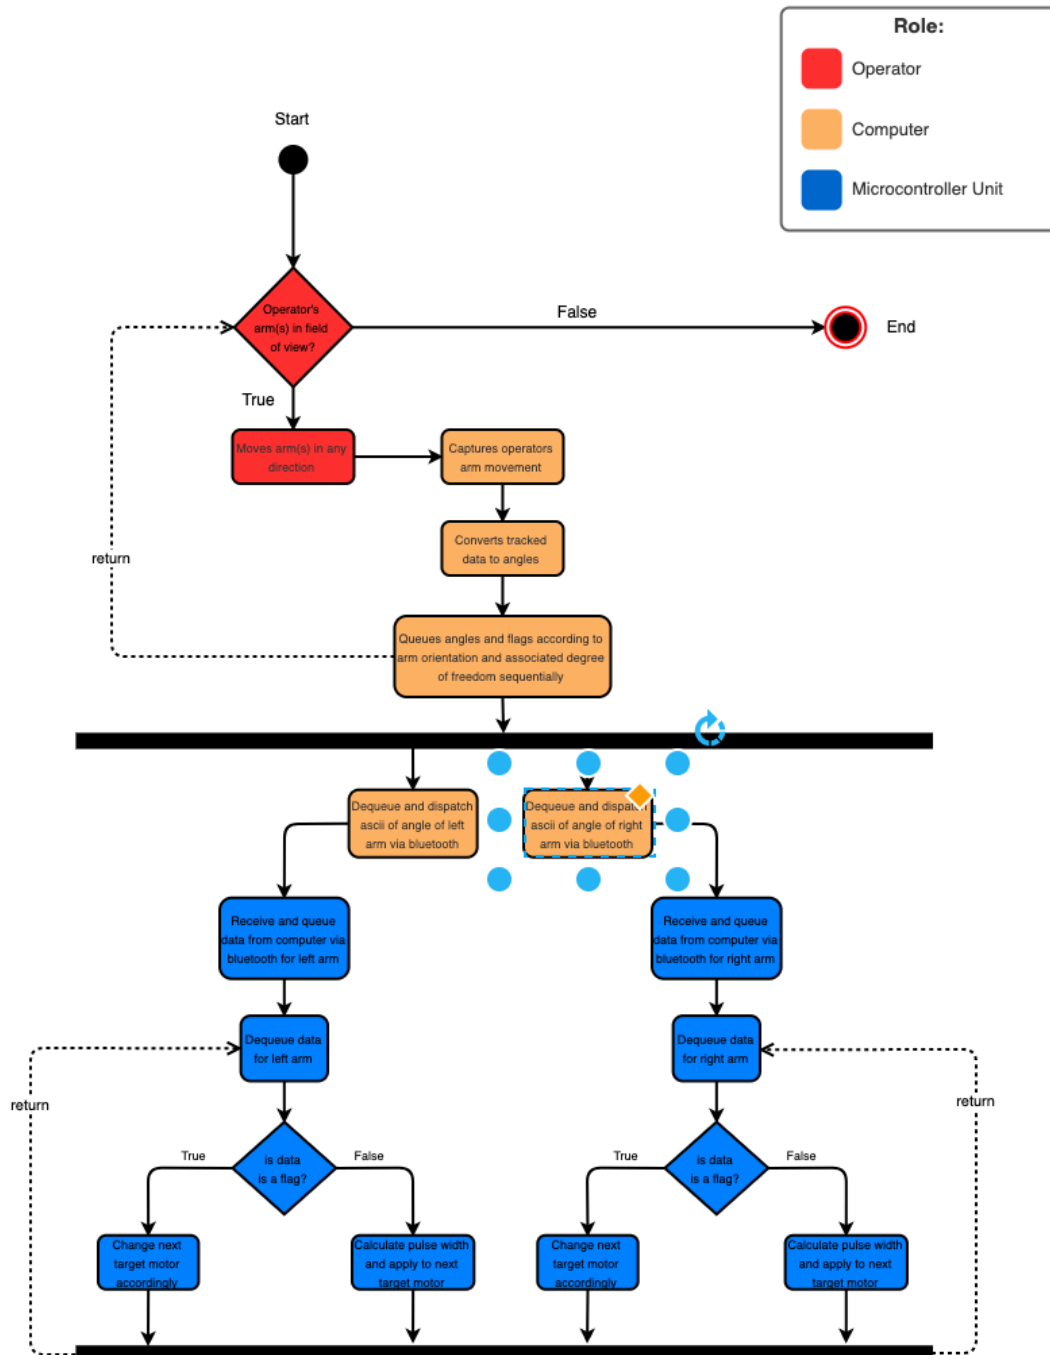 Role:
Operator
Computer
Microcontroller Unit
Start
Operator's
arm(s) in field
of view?
False
End
True
Moves arm(s) in any
direction
Captures operators
arm movement
Converts tracked
data to angles
return
Queues angles and flags according to
arm orientation and associated degree
of freedom sequentially
Dequeue and dispatch
ascii of angle of left
arm via bluetooth
Dequeue and dispatch
ascii of angle of right
arm via bluetooth
Receive and queue
data from computer via
bluetooth for left arm
Receive and queue
data from computer via
bluetooth for right arm
Dequeue data
for left arm
Dequeue data
for right arm
return
return
True
is data
is a flag?
False
True
is data
is a flag?
False
Change next
target motor
accordingly
Calculate pulse width
and apply to next
target motor
Change next
target motor
accordingly
Calculate pulse width
and apply to next
target motor